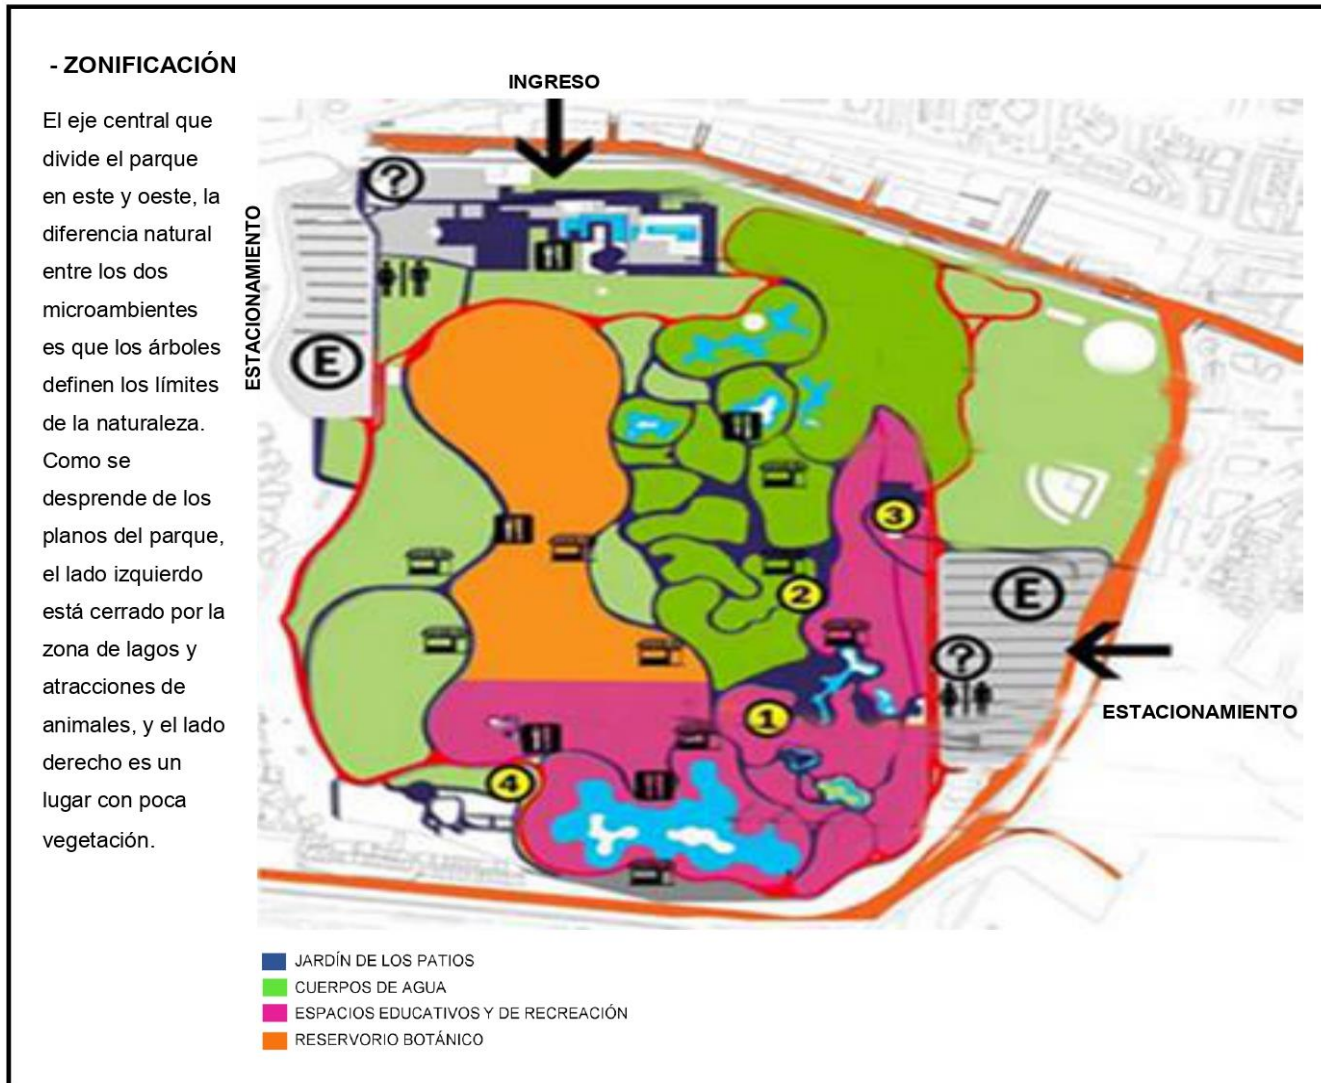 - ZONIFICACIÓN
El eje central que
divide el parque
en este y oeste, la
diferencia natural
entre los dos
microambientes
es que los árboles
definen los límites
de la naturaleza.
Como se
desprende de los
planos del parque,
el lado izquierdo
está cerrado por la
zona de lagos y
atracciones de
animales, y el lado
derecho es un
lugar con poca
vegetación.
INGRESO
?
ESTACIONAMIENTO
E
3
E
2
?
1
ESTACIONAMIENTO
4
JARDÍN DE LOS PATIOS
CUERPOS DE AGUA
ESPACIOS EDUCATIVOS Y DE RECREACIÓN
RESERVORIO BOTÁNICO